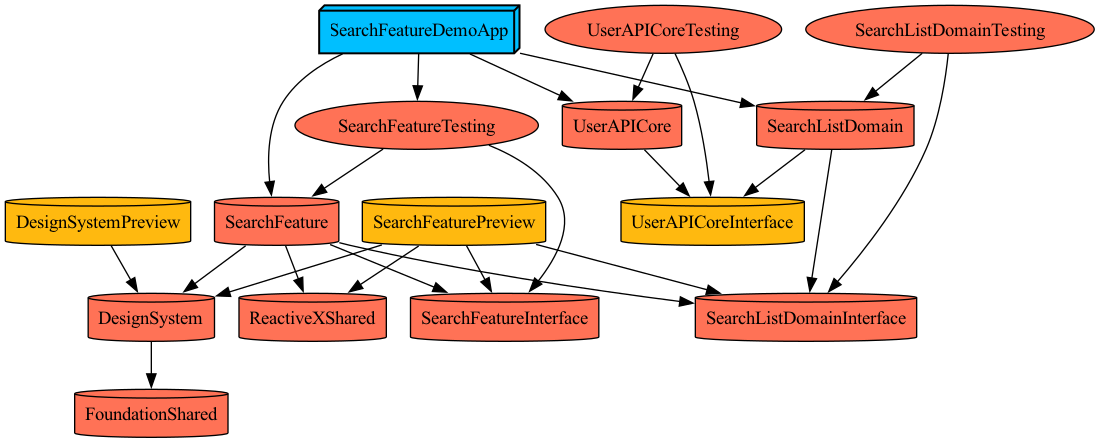 SearchFeatureDemoApp
UserAPICoreTesting
SearchListDomainTesting
SearchFeatureTesting
UserAPICore
SearchListDomain
DesignSystemPreview
SearchFeature
SearchFeaturePreview
UserAPICoreInterface
DesignSystem
ReactiveXShared
SearchFeatureInterface
SearchListDomainInterface
FoundationShared